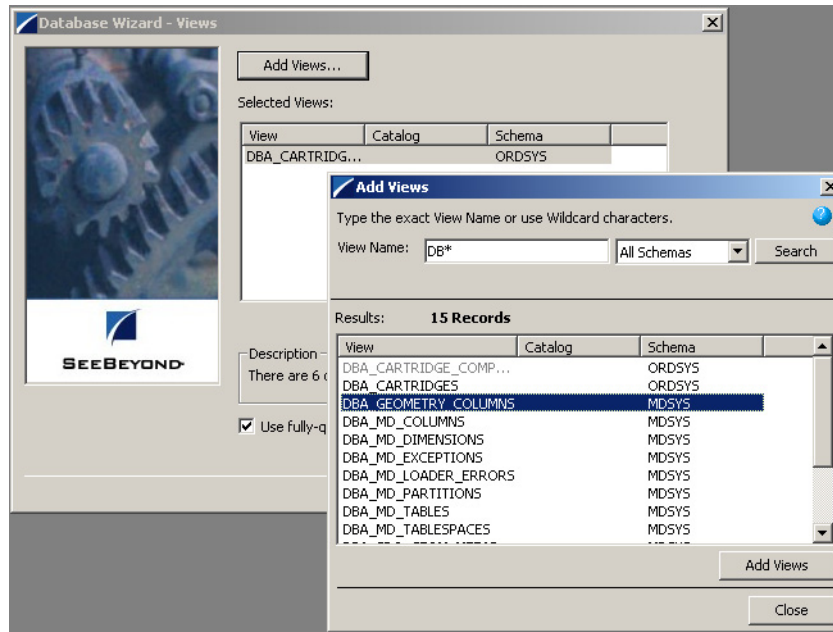 Database Wizard - Views
Add Views...
Selected Views:
View Catalog Schema
DBA_CARTRIDG... ORDSYS
SEEBEYOND
Description
There are 6
Use fully-q
Add Views
Type the exact View Name or use Wildcard characters.
View Name: DB* All Schemas Search
Results: 15 Records
View Catalog Schema
DBA_CARTRIDGE_COMP... ORDSYS
DBA_CARTRIDGES ORDSYS
DBA_GEOMETRY_COLUMNS MDSYS
DBA_MD_COLUMNS MDSYS
DBA_MD_DIMENSIONS MDSYS
DBA_MD_EXCEPTIONS MDSYS
DBA_MD_LOADER_ERRORS MDSYS
DBA_MD_PARTITIONS MDSYS
DBA_MD_TABLES MDSYS
DBA_MD_TABLESPACES MDSYS
Add Views
Close